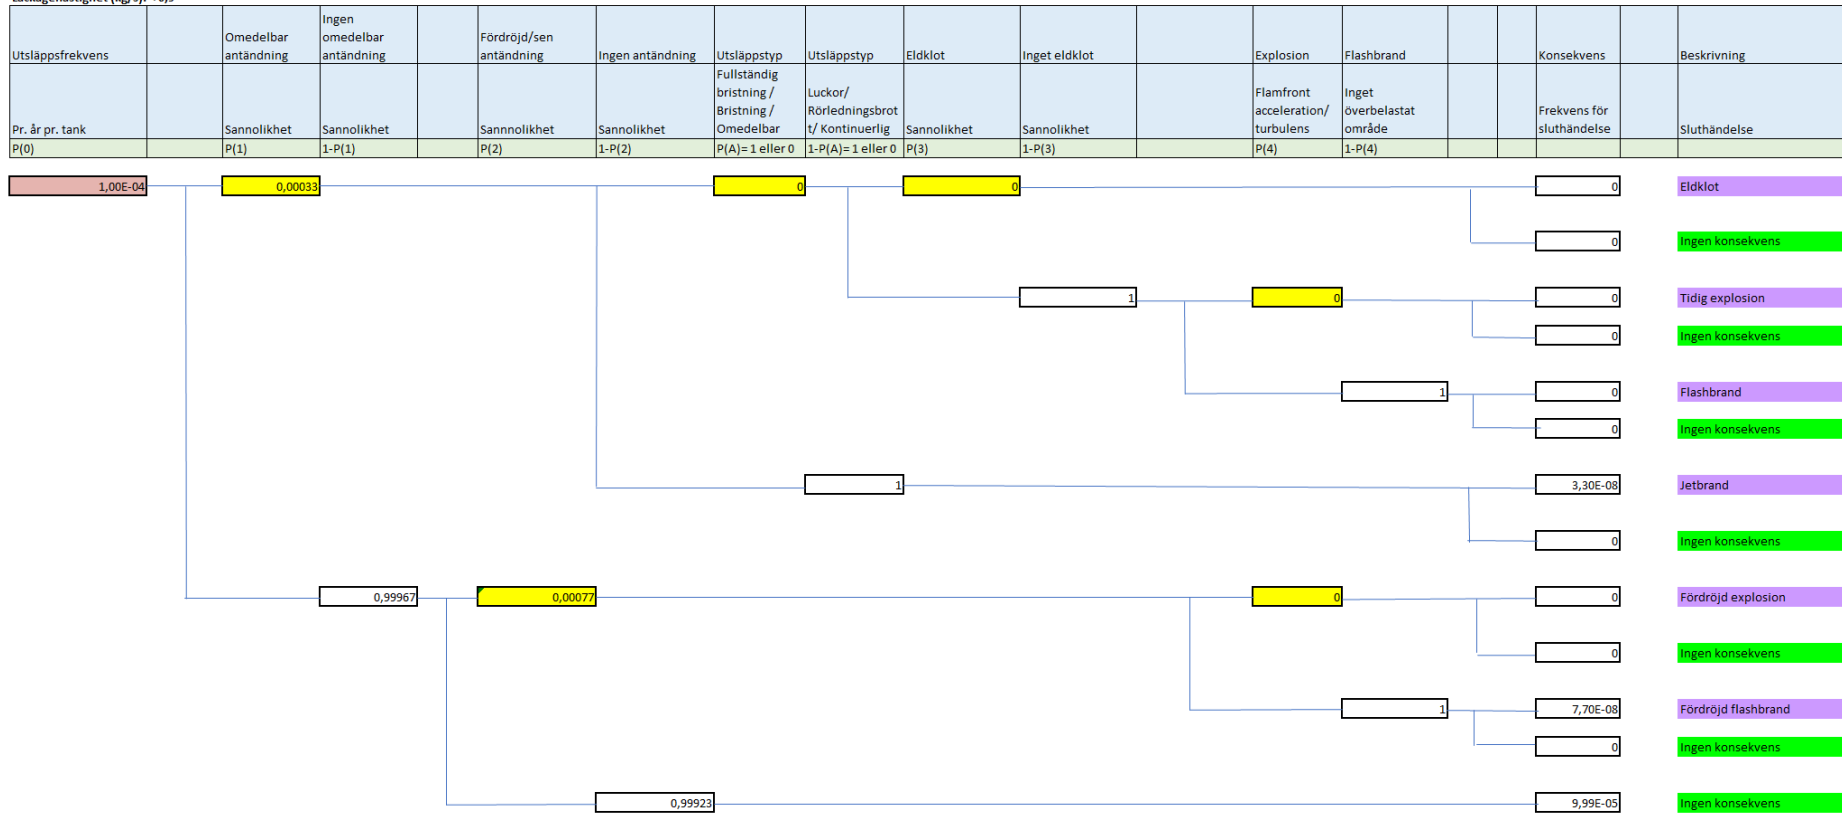 Ingen
Omedelbar
omedelbar
Fördröjd/sen
Utsläppsfrekvens
antändning
antändning
antändning
Ingen antändning
Utsläppstyp
Utsläppstyp
Eldklot
Inget eldklot
Explosion
Flashbrand
Konsekvens
Beskrivning
Pr. år pr. tank
Sannolikhet
Sannolikhet
Sannnolikhet
Sannolikhet
Fullständig
bristning /
Bristning /
Omedelbar
Luckor/
Rörledningsbrot
t/ Kontinuerlig
Sannolikhet
Sannolikhet
Flamfront
acceleration/
turbulens
Inget
överbelastat
område
Frekvens för
sluthändelse
Sluthändelse
P(0)
P(1)
1-P(1)
P(2)
1-P(2)
P(A)= 1 eller 0
1-P(A)= 1 eller 0
P(3)
1-P(3)
P(4)
1-P(4)
1,00E-04
0,00033
0
0
0
Eldklot
0
Ingen konsekvens
1
0
0
Tidig explosion
0
Ingen konsekvens
1
0
Flashbrand
0
Ingen konsekvens
1
3,30E-08
Jetbrand
0
Ingen konsekvens
0,99967
0,00077
0
0
Fördröjd explosion
0
Ingen konsekvens
1
7,70E-08
Fördröjd flashbrand
0
Ingen konsekvens
0,99923
9,99E-05
Ingen konsekvens